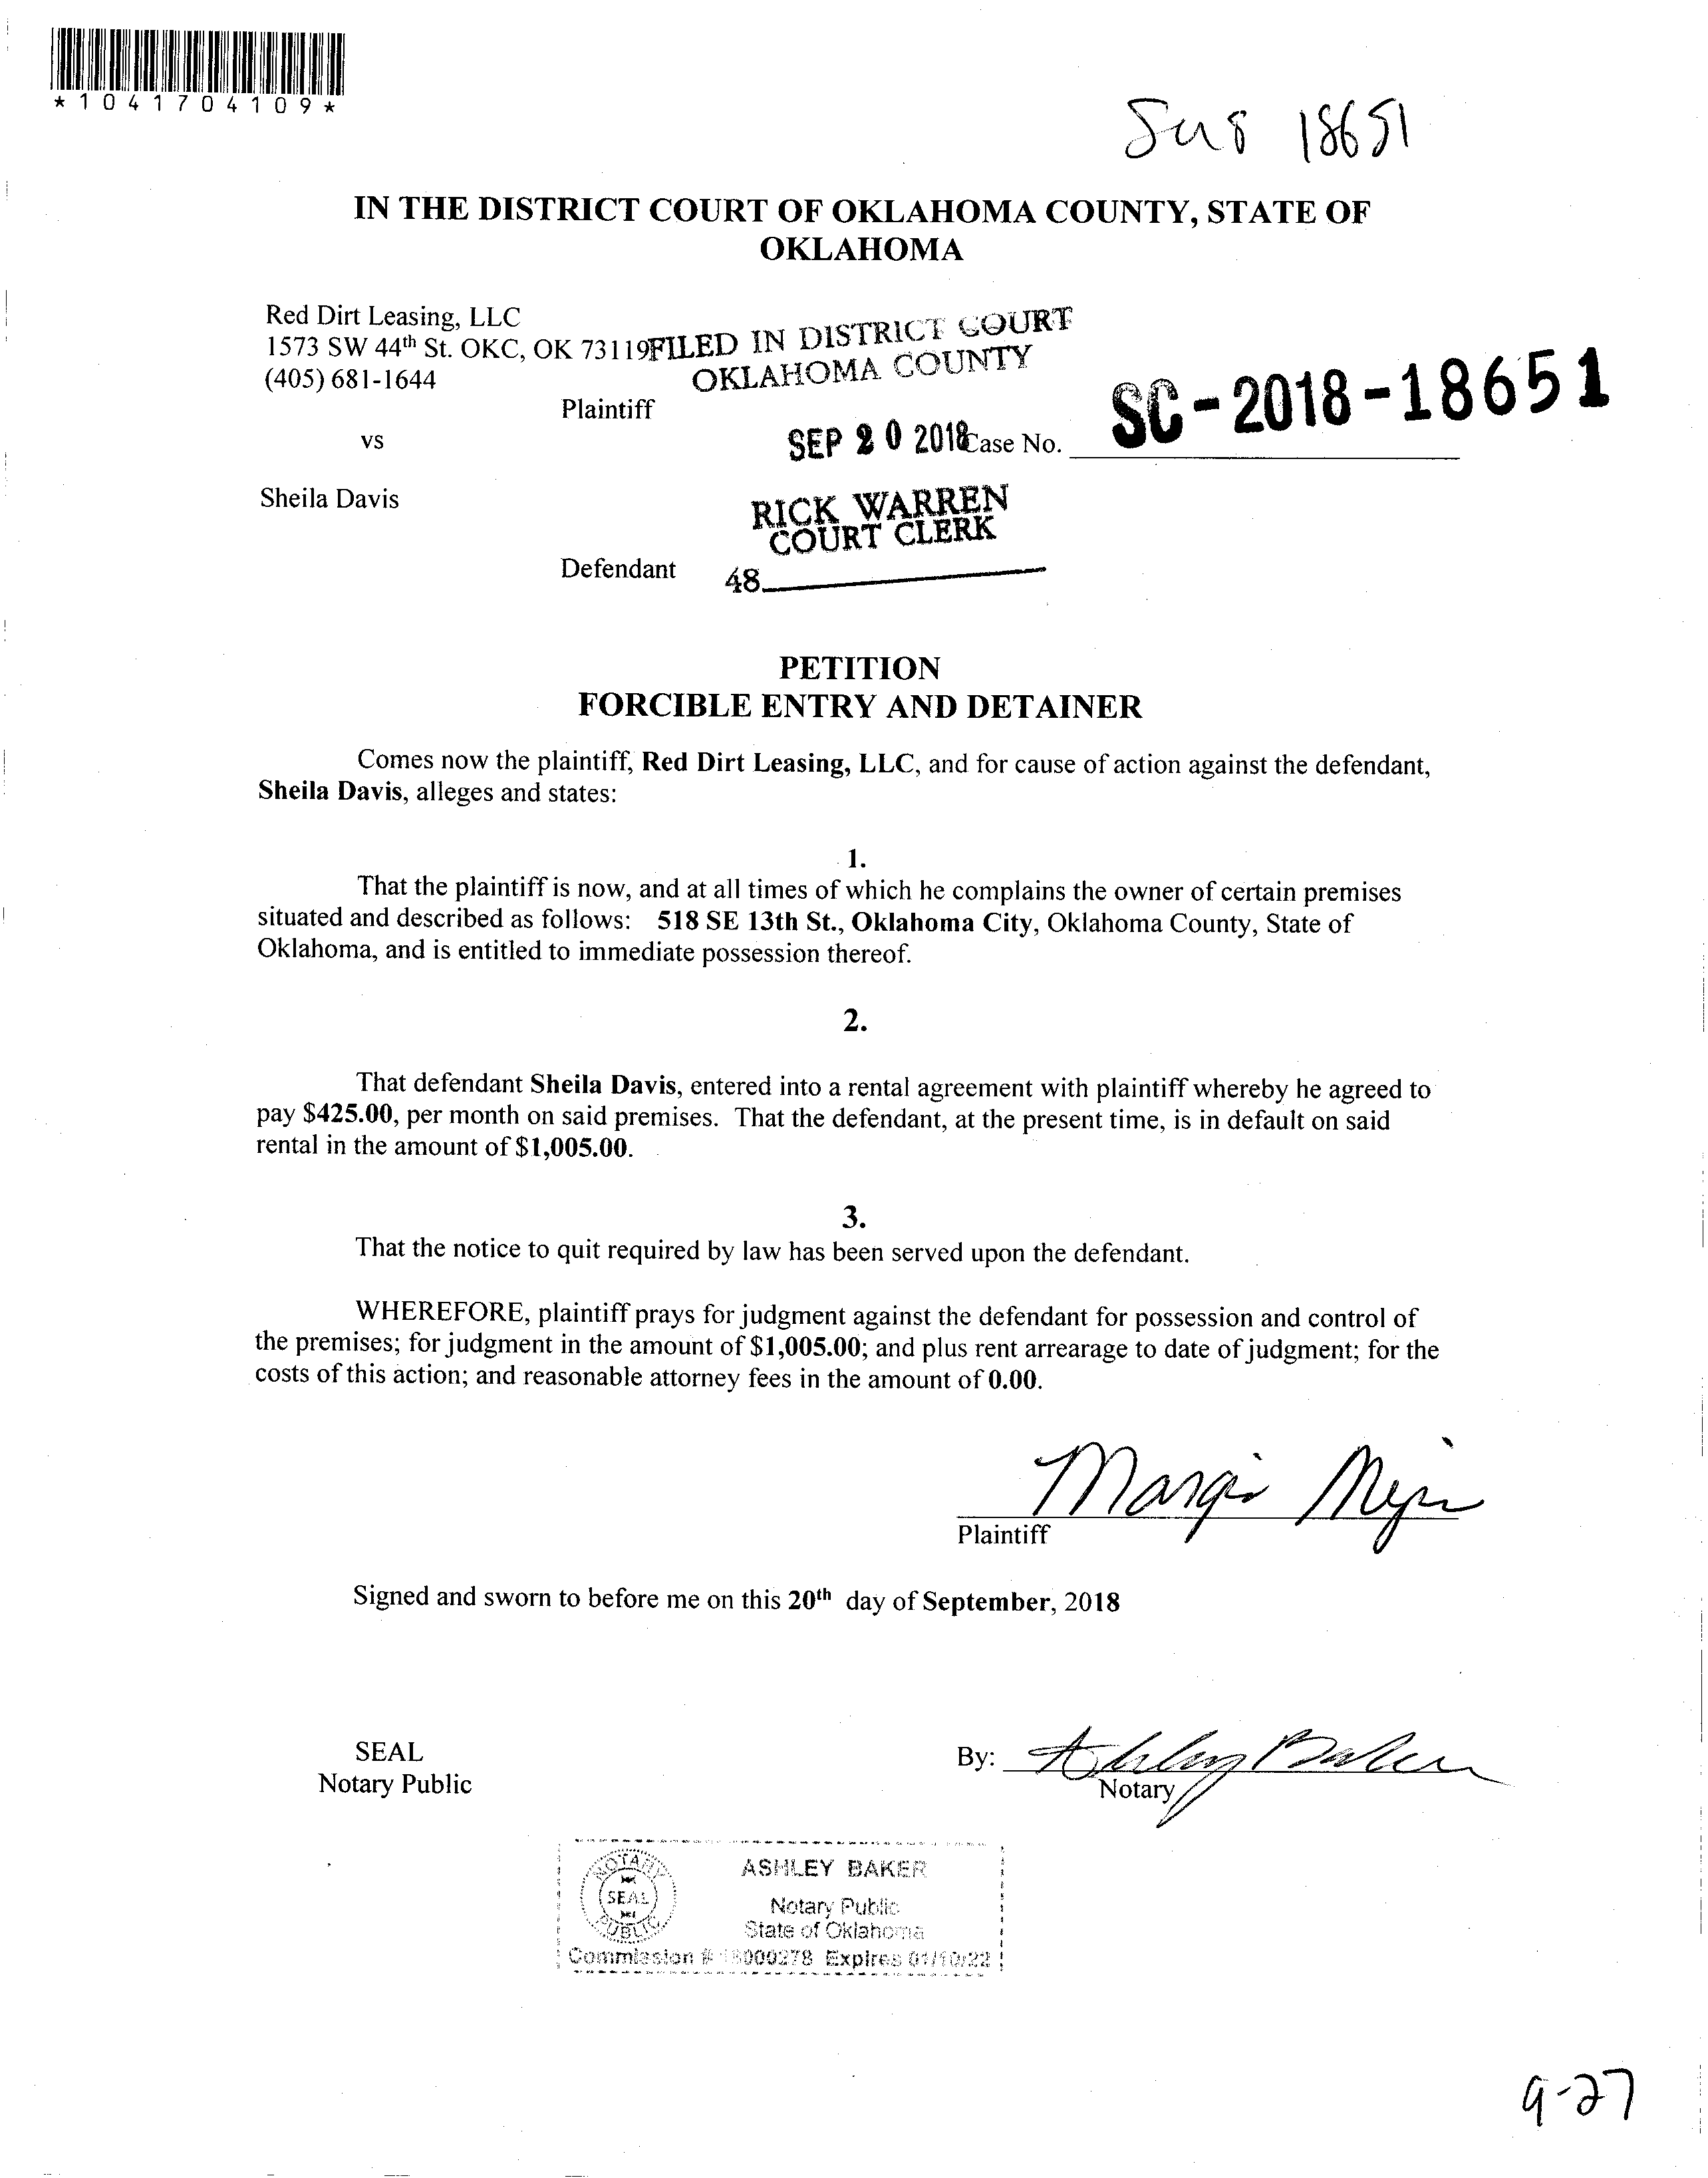 *1041704109*
18651
IN THE DISTRICT COURT OF OKLAHOMA COUNTY, STATE OF
OKLAHOMA
Red Dirt Leasing, LLC
1573 SW 44th St. OKC, OK 73119
(405) 681-1644
FILED IN DISTRICT COURT
OKLAHOMA COUNTY
Plaintiff
vs
SEP 20 2018
Case No. SC-2018-18651
Sheila Davis
RICK WARREN
COURT CLERK
Defendant
48
PETITION
FORCIBLE ENTRY AND DETAINER
Comes now the plaintiff, Red Dirt Leasing, LLC, and for cause of action against the defendant,
Sheila Davis, alleges and states:
1.
That the plaintiff is now, and at all times of which he complains the owner of certain premises
situated and described as follows: 518 SE 13th St., Oklahoma City, Oklahoma County, State of
Oklahoma, and is entitled to immediate possession thereof.
2.
That defendant Sheila Davis, entered into a rental agreement with plaintiff whereby he agreed to
pay $425.00, per month on said premises. That the defendant, at the present time, is in default on said
rental in the amount of $1,005.00.
3.
That the notice to quit required by law has been served upon the defendant.
WHEREFORE, plaintiff prays for judgment against the defendant for possession and control of
the premises; for judgment in the amount of $1,005.00; and plus rent arrearage to date of judgment; for the
costs of this action; and reasonable attorney fees in the amount of 0.00.
Plaintiff
Signed and sworn to before me on this 20th day of September, 2018
SEAL
Notary Public
By: Ashley Baker
Notary
NOTARY
SEAL
PUBLIC
ASHLEY BAKER
Notary Public
State of Oklahoma
Commission # 18000278 Expires 01/10/22
9-27